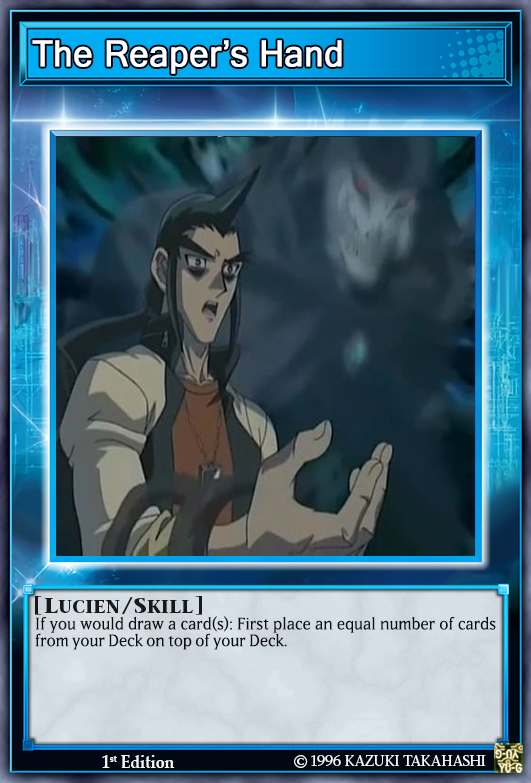 The Reaper's Hand
[Lucien/Skill]
If you would draw a card(s): First place an equal number of cards
from your Deck on top of your Deck.
1st Edition
© 1996 KAZUKI TAKAHASHI